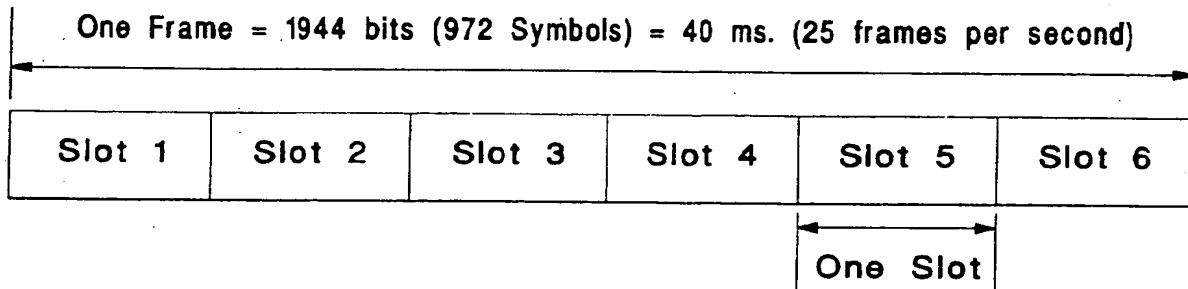 One Frame = 1944 bits (972 Symbols) = 40 ms. (25 frames per second)
Slot 1 Slot 2 Slot 3 Slot 4 Slot 5 Slot 6
One Slot